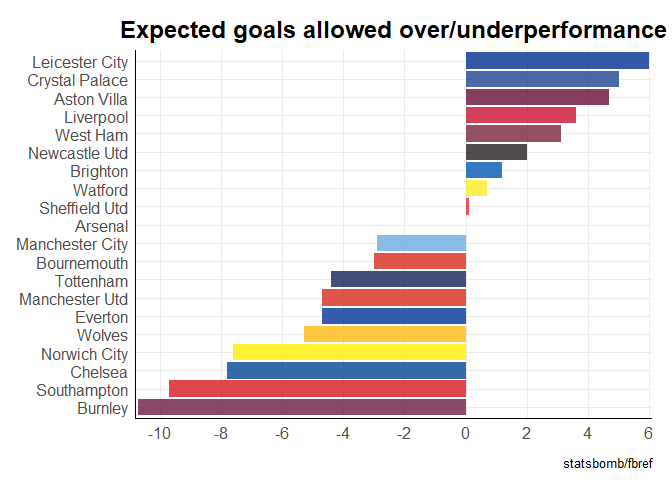 Expected goals allowed over/underperformance
Leicester City
Crystal Palace
Aston Villa
Liverpool
West Ham
Newcastle Utd
Brighton
Watford
Sheffield Utd
Arsenal
Manchester City
Bournemouth
Tottenham
Manchester Utd
Everton
Wolves
Norwich City
Chelsea
Southampton
Burnley
-10 -8 -6 -4 -2 0 2 4 6
statsbomb/fbref